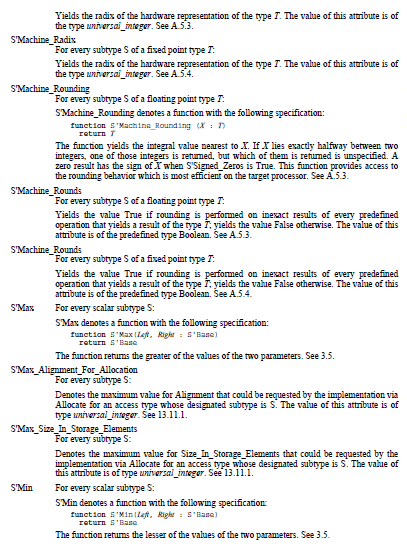 Yields the radix of the hardware representation of the type T. The value of this attribute is of
the type universal_integer. See A.5.3.
S'Machine_Radix
For every subtype S of a fixed point type T:
Yields the radix of the hardware representation of the type T. The value of this attribute is of
the type universal_integer. See A.5.4.
S'Machine_Rounding
For every subtype S of a floating point type T:
S'Machine_Rounding denotes a function with the following specification:
function S'Machine_Rounding (X : T)
return T
The function yields the integral value nearest to X. If X lies exactly halfway between two
integers, one of those integers is returned, but which of them is returned is unspecified. A
zero result has the sign of X when S'Signed_Zeros is True. This function provides access to
the rounding behavior which is most efficient on the target processor. See A.5.3.
S'Machine_Rounds
For every subtype S of a floating point type T:
Yields the value True if rounding is performed on inexact results of every predefined
operation that yields a result of the type T; yields the value False otherwise. The value of this
attribute is of the predefined type Boolean. See A.5.3.
S'Machine_Rounds
For every subtype S of a fixed point type T:
Yields the value True if rounding is performed on inexact results of every predefined
operation that yields a result of the type T; yields the value False otherwise. The value of this
attribute is of the predefined type Boolean. See A.5.4.
S'Max For every scalar subtype S:
S'Max denotes a function with the following specification:
function S'Max(Left, Right : S'Base)
return S'Base
The function returns the greater of the values of the two parameters. See 3.5.
S'Max_Alignment_For_Allocation
For every subtype S:
Denotes the maximum value for Alignment that could be requested by the implementation via
Allocate for an access type whose designated subtype is S. The value of this attribute is of
type universal_integer. See 13.11.1.
S'Max_Size_In_Storage_Elements
For every subtype S:
Denotes the maximum value for Size_In_Storage_Elements that could be requested by the
implementation via Allocate for an access type whose designated subtype is S. The value of
this attribute is of type universal_integer. See 13.11.1.
S'Min For every scalar subtype S:
S'Min denotes a function with the following specification:
function S'Min(Left, Right : S'Base)
return S'Base
The function returns the lesser of the values of the two parameters. See 3.5.